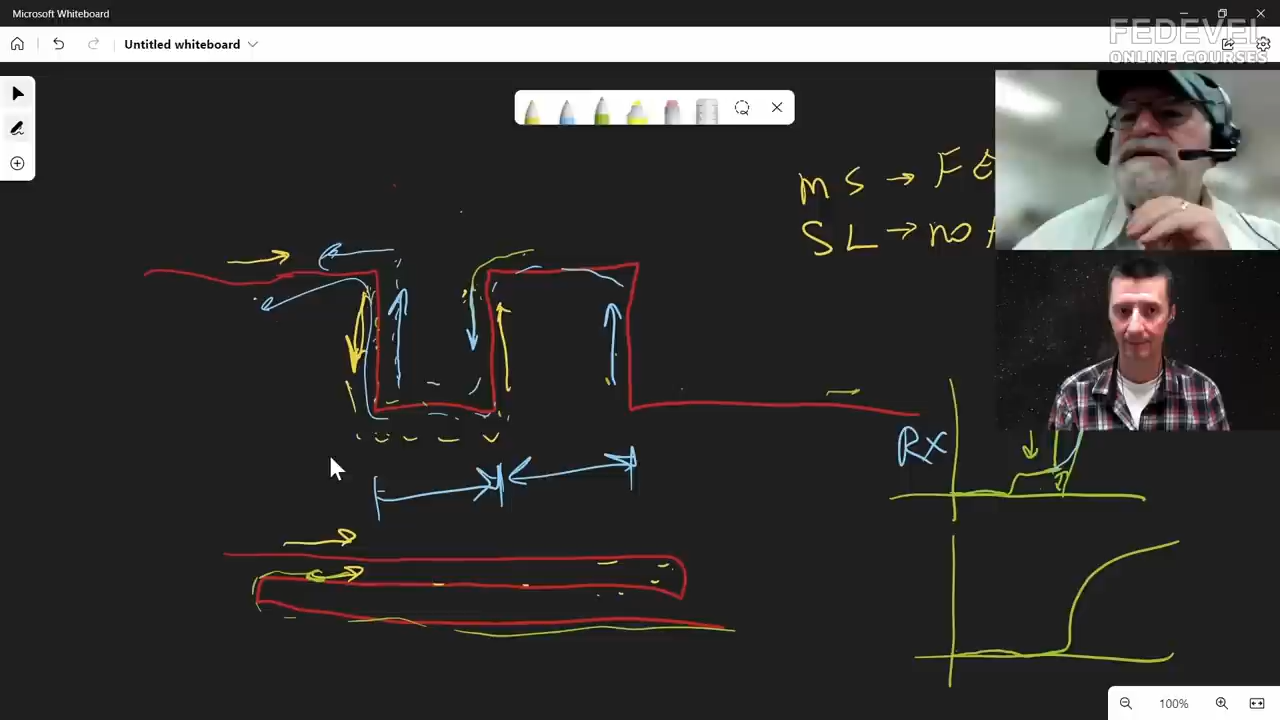 Microsoft Whiteboard
FEDEVEL
ONLINE COURSES
Untitled whiteboard
MS → FE
SL → no
RX
100%